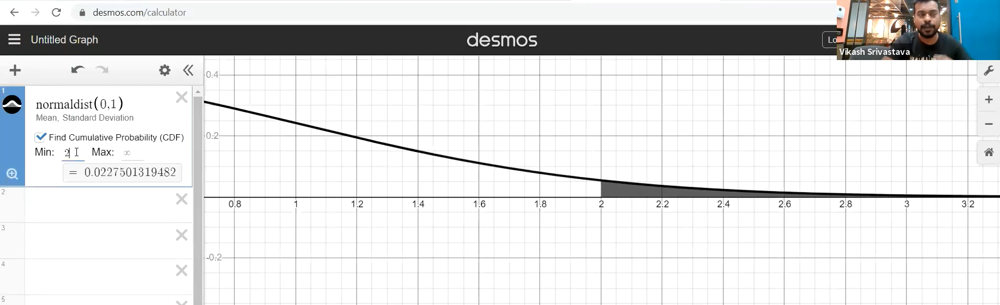 desmos.com/calculator
Untitled Graph
desmos
Lo
Vikash Srivastava
1
normaldist(0,1)
Mean, Standard Deviation
Find Cumulative Probability (CDF)
Min: 2 Max: ∞
= 0.0227501319482
2
3
4
5
0.4
0.2
0.8 1 1.2 1.4 1.6 1.8 2 2.2 2.4 2.6 2.8 3 3.2
-0.2